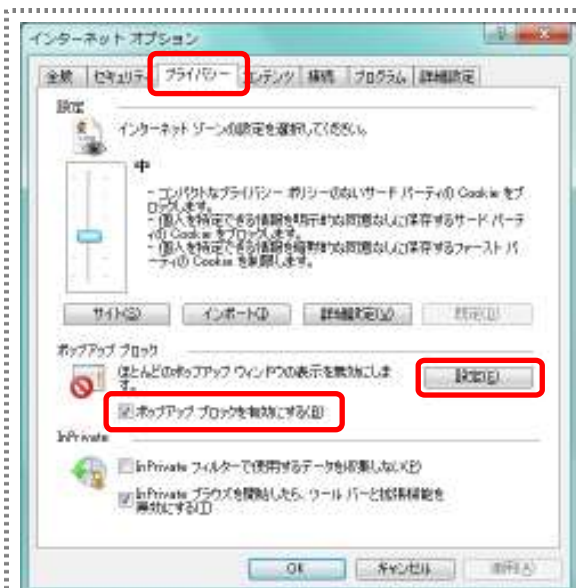 インターネット オプション
全般 セキュリティ プライバシー コンテンツ 接続 プログラム 詳細設定
設定
インターネット ゾーンの設定を選択してください。
中
- コンパクトなプライバシー ポリシーのないサード パーティの Cookie をブ
ロックします。
- 個人を特定できる情報を明示的な同意なしに保存するサード パーテ
ィの Cookie をブロックします。
- 個人を特定できる情報を暗黙的な同意なしに保存するファースト パ
ーティの Cookie を制限します。
サイト(S) インポート(I) 詳細設定(V) 既定(D)
ポップアップ ブロック
ほとんどのポップアップ ウィンドウの表示を無効にしま
す。
設定(E)
ポップアップ ブロックを有効にする(B)
InPrivate
InPrivate フィルターで使用するデータを収集しない(P)
InPrivate ブラウズを開始したら、ツール バーと拡張機能を
無効にする(T)
OK キャンセル 適用(A)